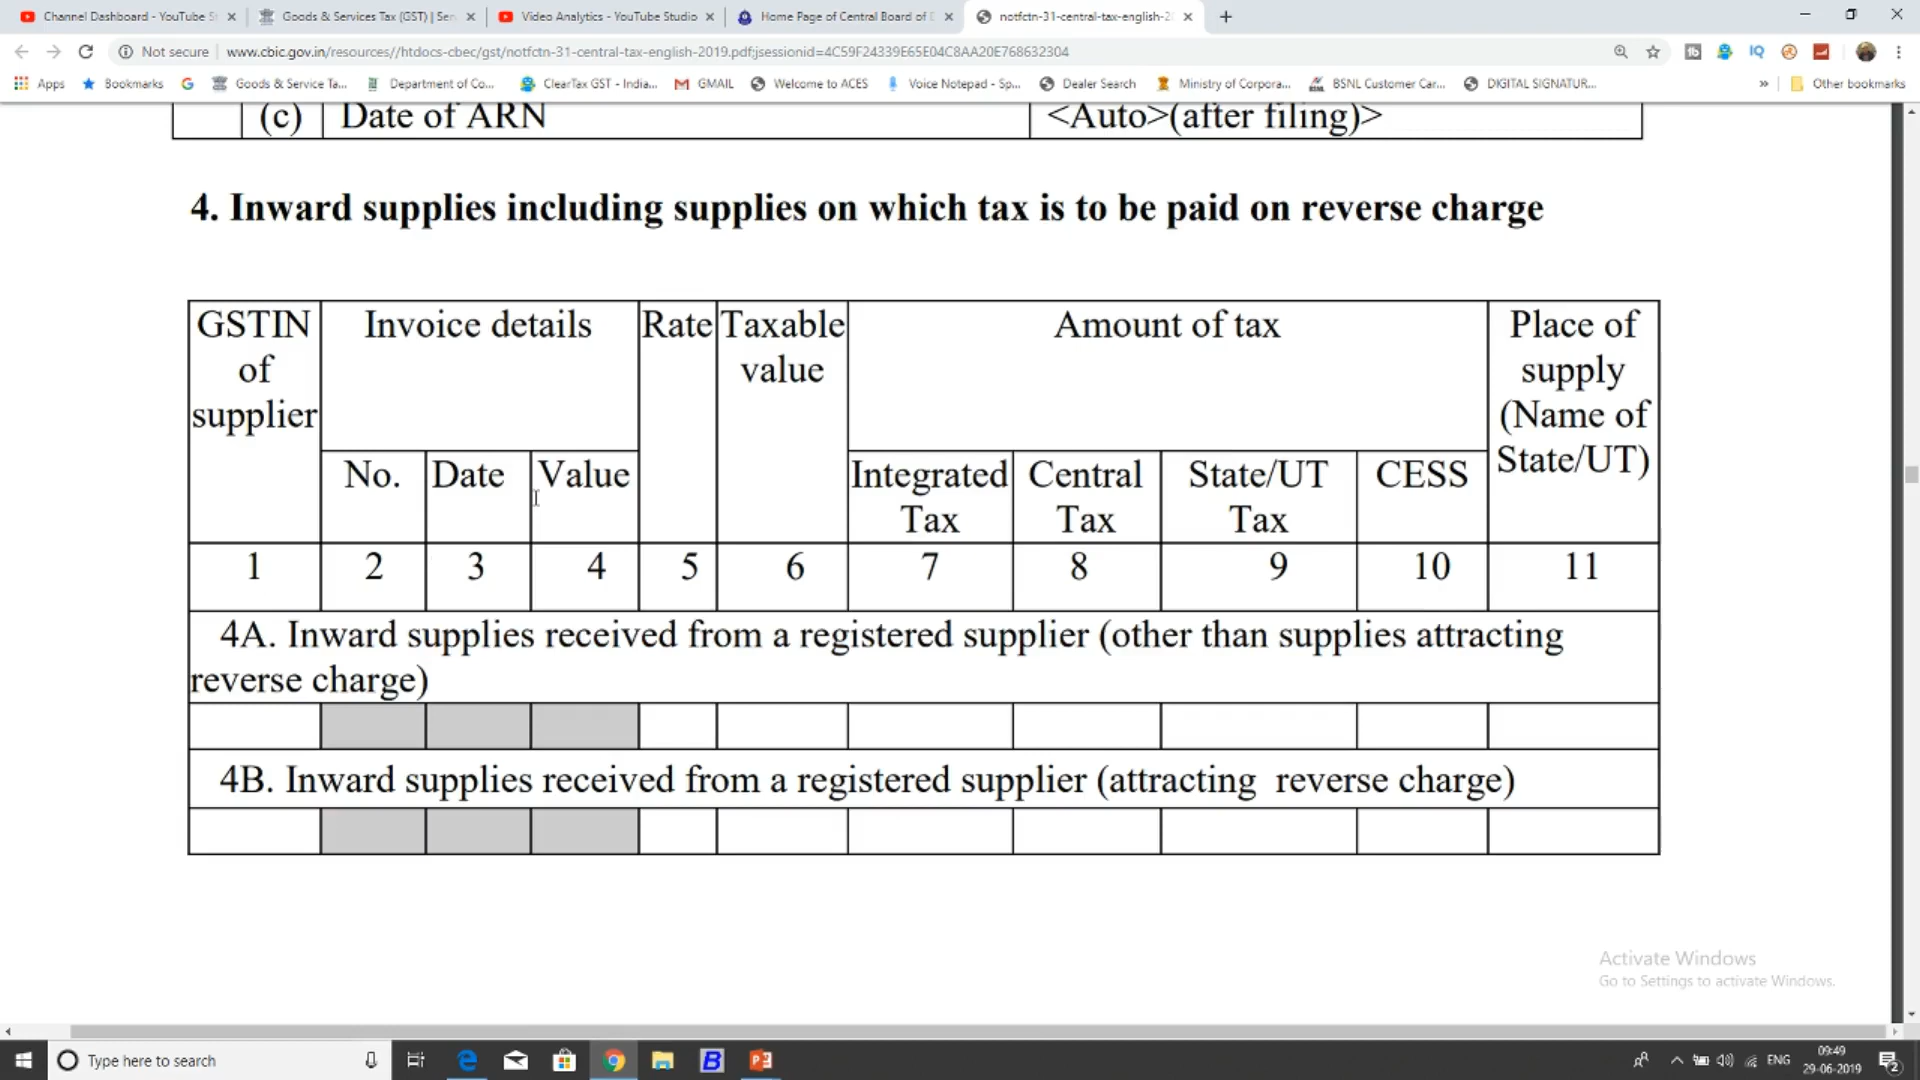 Channel Dashboard - YouTube S
Goods & Services Tax (GST) | Ser
Video Analytics - YouTube Studio
Home Page of Central Board of E
notfctn-31-central-tax-english-2
Not secure | www.cbic.gov.in/resources//htdocs-cbec/gst/notfctn-31-central-tax-english-2019.pdf;jsessionid=4C59F24339E65E04C8AA20E768632304
Apps Bookmarks Goods & Service Ta... Department of Co... ClearTax GST - India... GMAIL Welcome to ACES Voice Notepad - Sp... Dealer Search Ministry of Corpora... BSNL Customer Car... DIGITAL SIGNATUR... » Other bookmarks
(c) Date of ARN <Auto>(after filing)>
4. Inward supplies including supplies on which tax is to be paid on reverse charge
GSTIN of supplier
Invoice details
Rate
Taxable value
Amount of tax
Place of supply (Name of State/UT)
No. Date Value
Integrated Tax
Central Tax
State/UT Tax
CESS
1 2 3 4 5 6 7 8 9 10 11
4A. Inward supplies received from a registered supplier (other than supplies attracting
reverse charge)
4B. Inward supplies received from a registered supplier (attracting reverse charge)
Activate Windows
Go to Settings to activate Windows.
Type here to search
ENG
09:49
29-06-2019